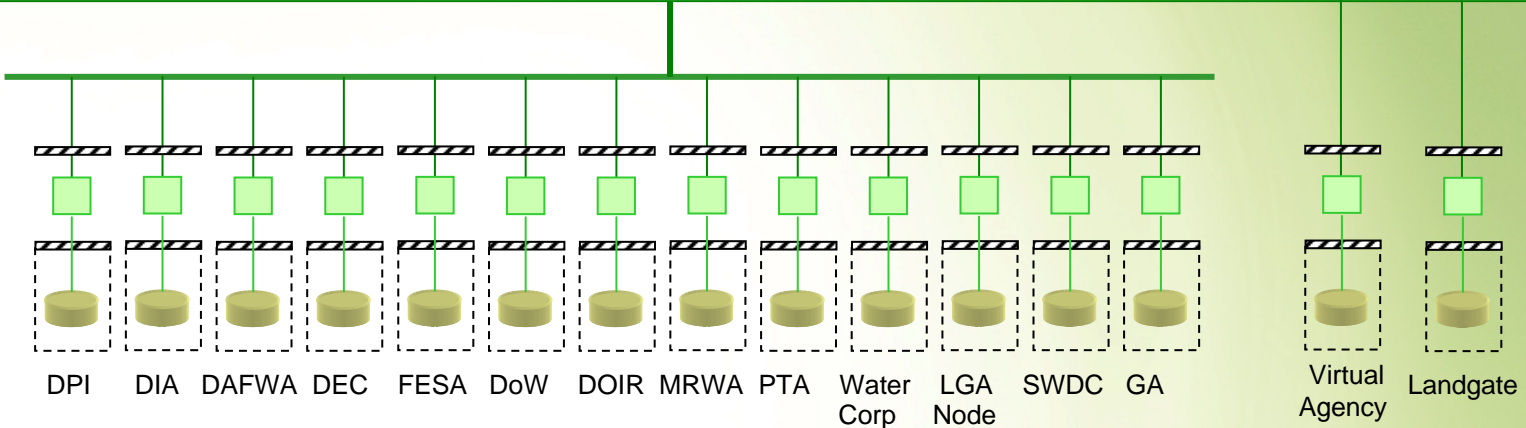 DPI DIA DAFWA DEC FESA DoW DOIR MRWA PTA Water Corp LGA Node SWDC GA Virtual Agency Landgate